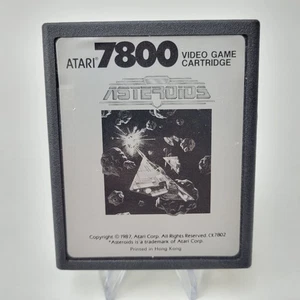 ATARI 7800 VIDEO GAME
CARTRIDGE
ASTEROIDS
Copyright © 1987, Atari Corp. All Rights Reserved. CX7802
*Asteroids is a trademark of Atari Corp.
Printed in Hong Kong